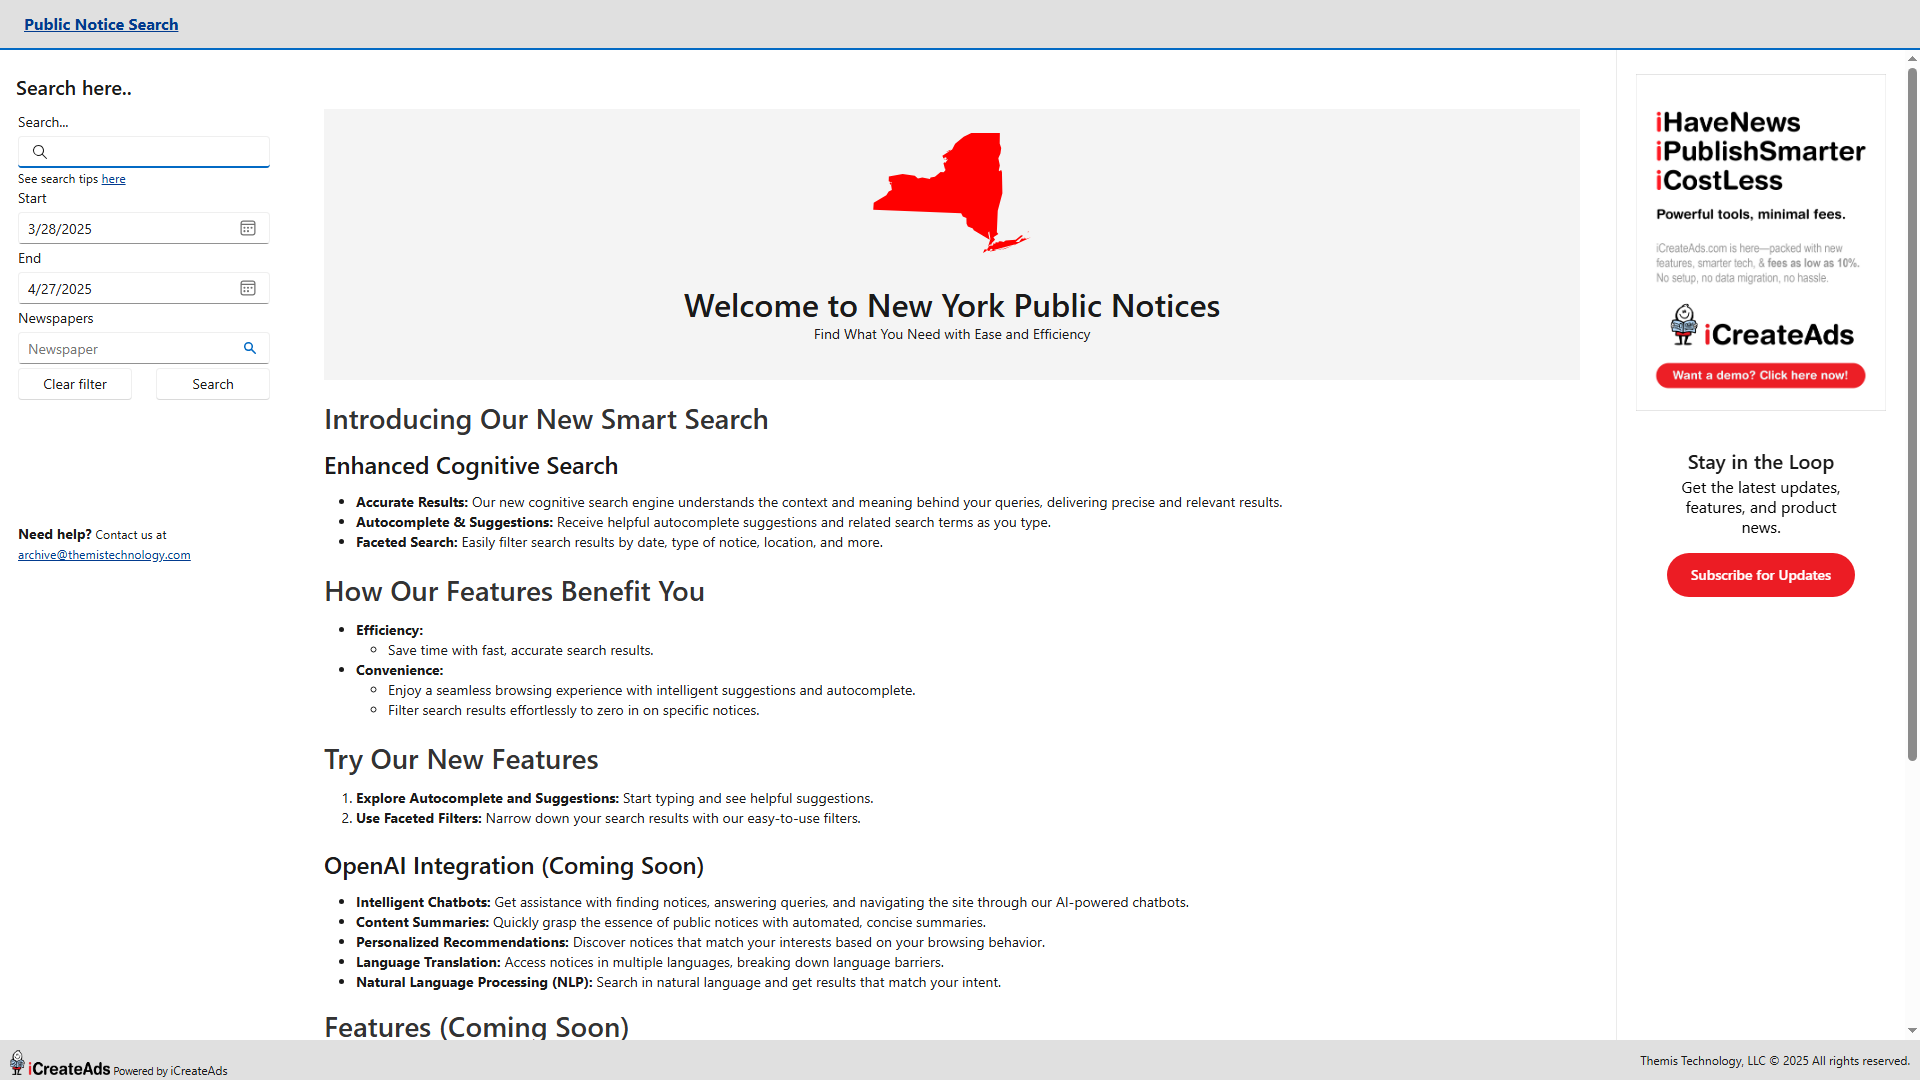 Public Notice Search
Search here..
Search...
See search tips here
Start
3/28/2025
End
4/27/2025
Newspapers
Newspaper
Clear filter
Search
Need help? Contact us at
archive@themistechnology.com
Welcome to New York Public Notices
Find What You Need with Ease and Efficiency
Introducing Our New Smart Search
Enhanced Cognitive Search
Accurate Results: Our new cognitive search engine understands the context and meaning behind your queries, delivering precise and relevant results.
Autocomplete & Suggestions: Receive helpful autocomplete suggestions and related search terms as you type.
Faceted Search: Easily filter search results by date, type of notice, location, and more.
How Our Features Benefit You
Efficiency:
Save time with fast, accurate search results.
Convenience:
Enjoy a seamless browsing experience with intelligent suggestions and autocomplete.
Filter search results effortlessly to zero in on specific notices.
Try Our New Features
1. Explore Autocomplete and Suggestions: Start typing and see helpful suggestions.
2. Use Faceted Filters: Narrow down your search results with our easy-to-use filters.
OpenAI Integration (Coming Soon)
Intelligent Chatbots: Get assistance with finding notices, answering queries, and navigating the site through our AI-powered chatbots.
Content Summaries: Quickly grasp the essence of public notices with automated, concise summaries.
Personalized Recommendations: Discover notices that match your interests based on your browsing behavior.
Language Translation: Access notices in multiple languages, breaking down language barriers.
Natural Language Processing (NLP): Search in natural language and get results that match your intent.
Features (Coming Soon)
iHaveNews
iPublishSmarter
iCostLess
Powerful tools, minimal fees.
iCreateAds.com is here—packed with new
features, smarter tech, & fees as low as 10%.
No setup, no data migration, no hassle.
iCreateAds
Want a demo? Click here now!
Stay in the Loop
Get the latest updates,
features, and product
news.
Subscribe for Updates
iCreateAds Powered by iCreateAds
Themis Technology, LLC © 2025 All rights reserved.